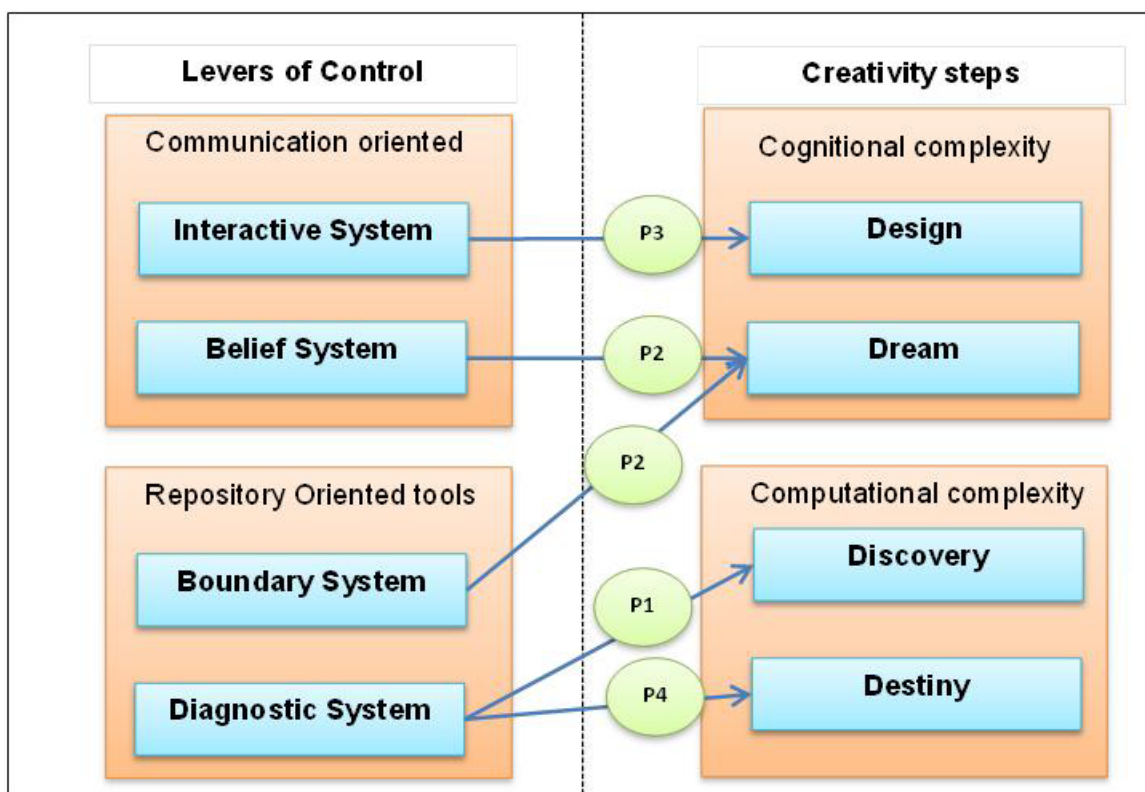 Levers of Control
Communication oriented
Interactive System
Belief System
Repository Oriented tools
Boundary System
Diagnostic System
P3
P2
P2
P1
P4
Creativity steps
Cognitional complexity
Design
Dream
Computational complexity
Discovery
Destiny